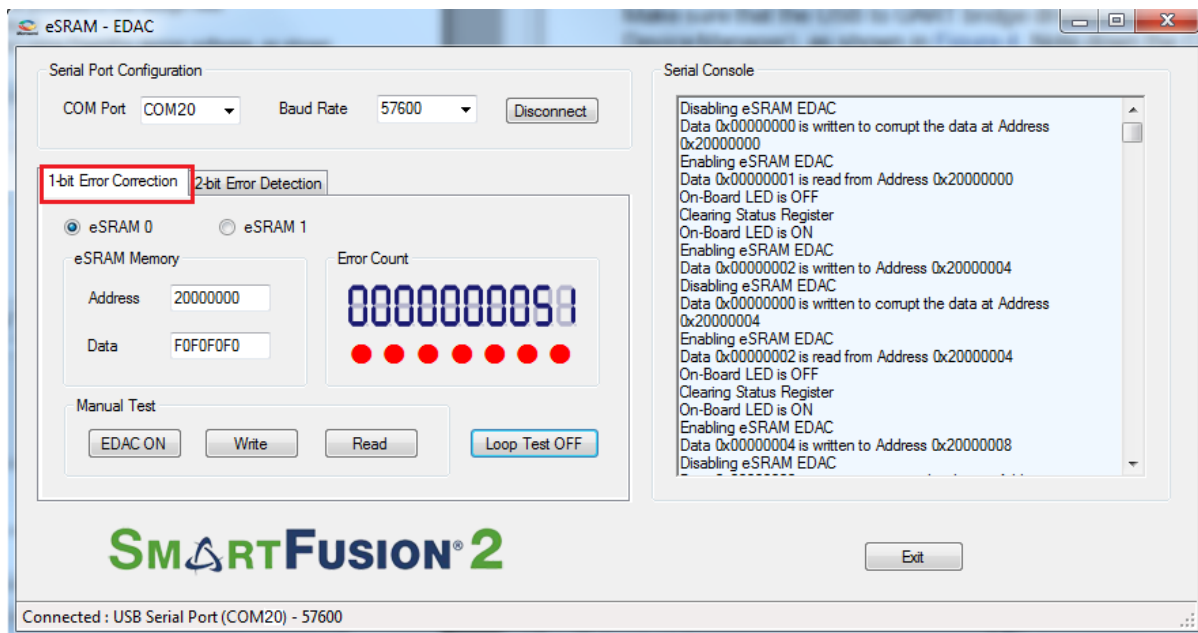 eSRAM - EDAC
Serial Port Configuration
COM Port COM20 Baud Rate 57600 Disconnect
1-bit Error Correction 2-bit Error Detection
eSRAM 0 eSRAM 1
eSRAM Memory
Address 20000000
Data F0F0F0F0
Error Count
0000000051
Manual Test
EDAC ON Write Read Loop Test OFF
Serial Console
Disabling eSRAM EDAC
Data 0x00000000 is written to corrupt the data at Address
0x20000000
Enabling eSRAM EDAC
Data 0x00000001 is read from Address 0x20000000
On-Board LED is OFF
Clearing Status Register
On-Board LED is ON
Enabling eSRAM EDAC
Data 0x00000002 is written to Address 0x20000004
Disabling eSRAM EDAC
Data 0x00000000 is written to corrupt the data at Address
0x20000004
Enabling eSRAM EDAC
Data 0x00000002 is read from Address 0x20000004
On-Board LED is OFF
Clearing Status Register
On-Board LED is ON
Enabling eSRAM EDAC
Data 0x00000004 is written to Address 0x20000008
Disabling eSRAM EDAC
SMARTFUSION®2
Exit
Connected : USB Serial Port (COM20) - 57600